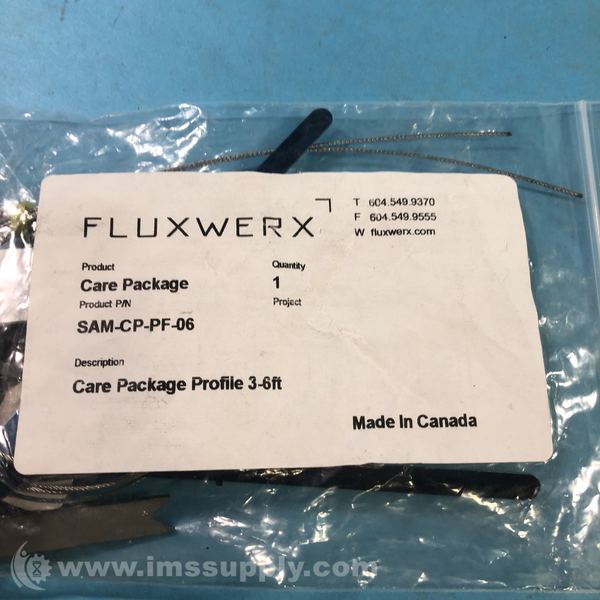 FLUXWERX
T 604.549.9370
F 604.549.9555
W fluxwerx.com
Product Quantity
Care Package 1
Product P/N Project
SAM-CP-PF-06
Description
Care Package Profile 3-6ft
Made In Canada
www.imssupply.com